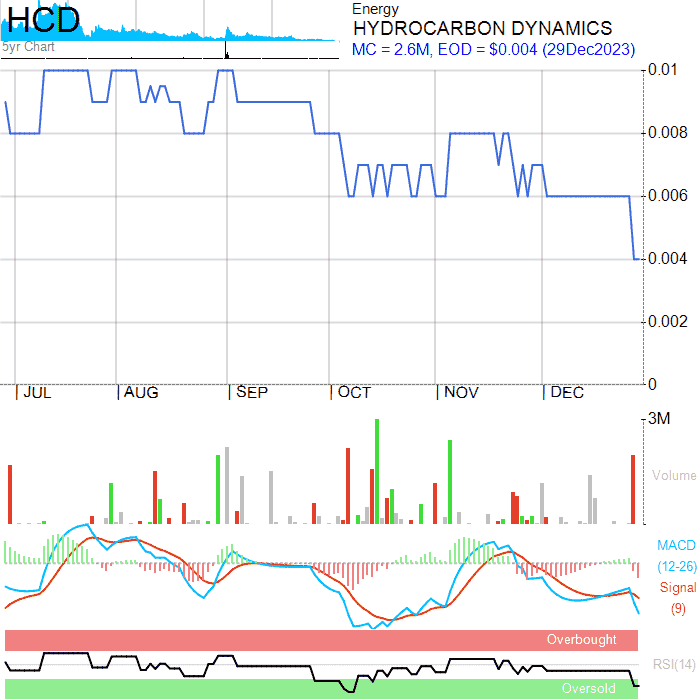 HCD
5yr Chart
Energy
HYDROCARBON DYNAMICS
MC = 2.6M, EOD = $0.004 (29Dec2023)
0.01
0.008
0.006
0.004
0.002
0
JUL AUG SEP OCT NOV DEC
3M
Volume
MACD
(12-26)
Signal
(9)
Overbought
RSI(14)
Oversold